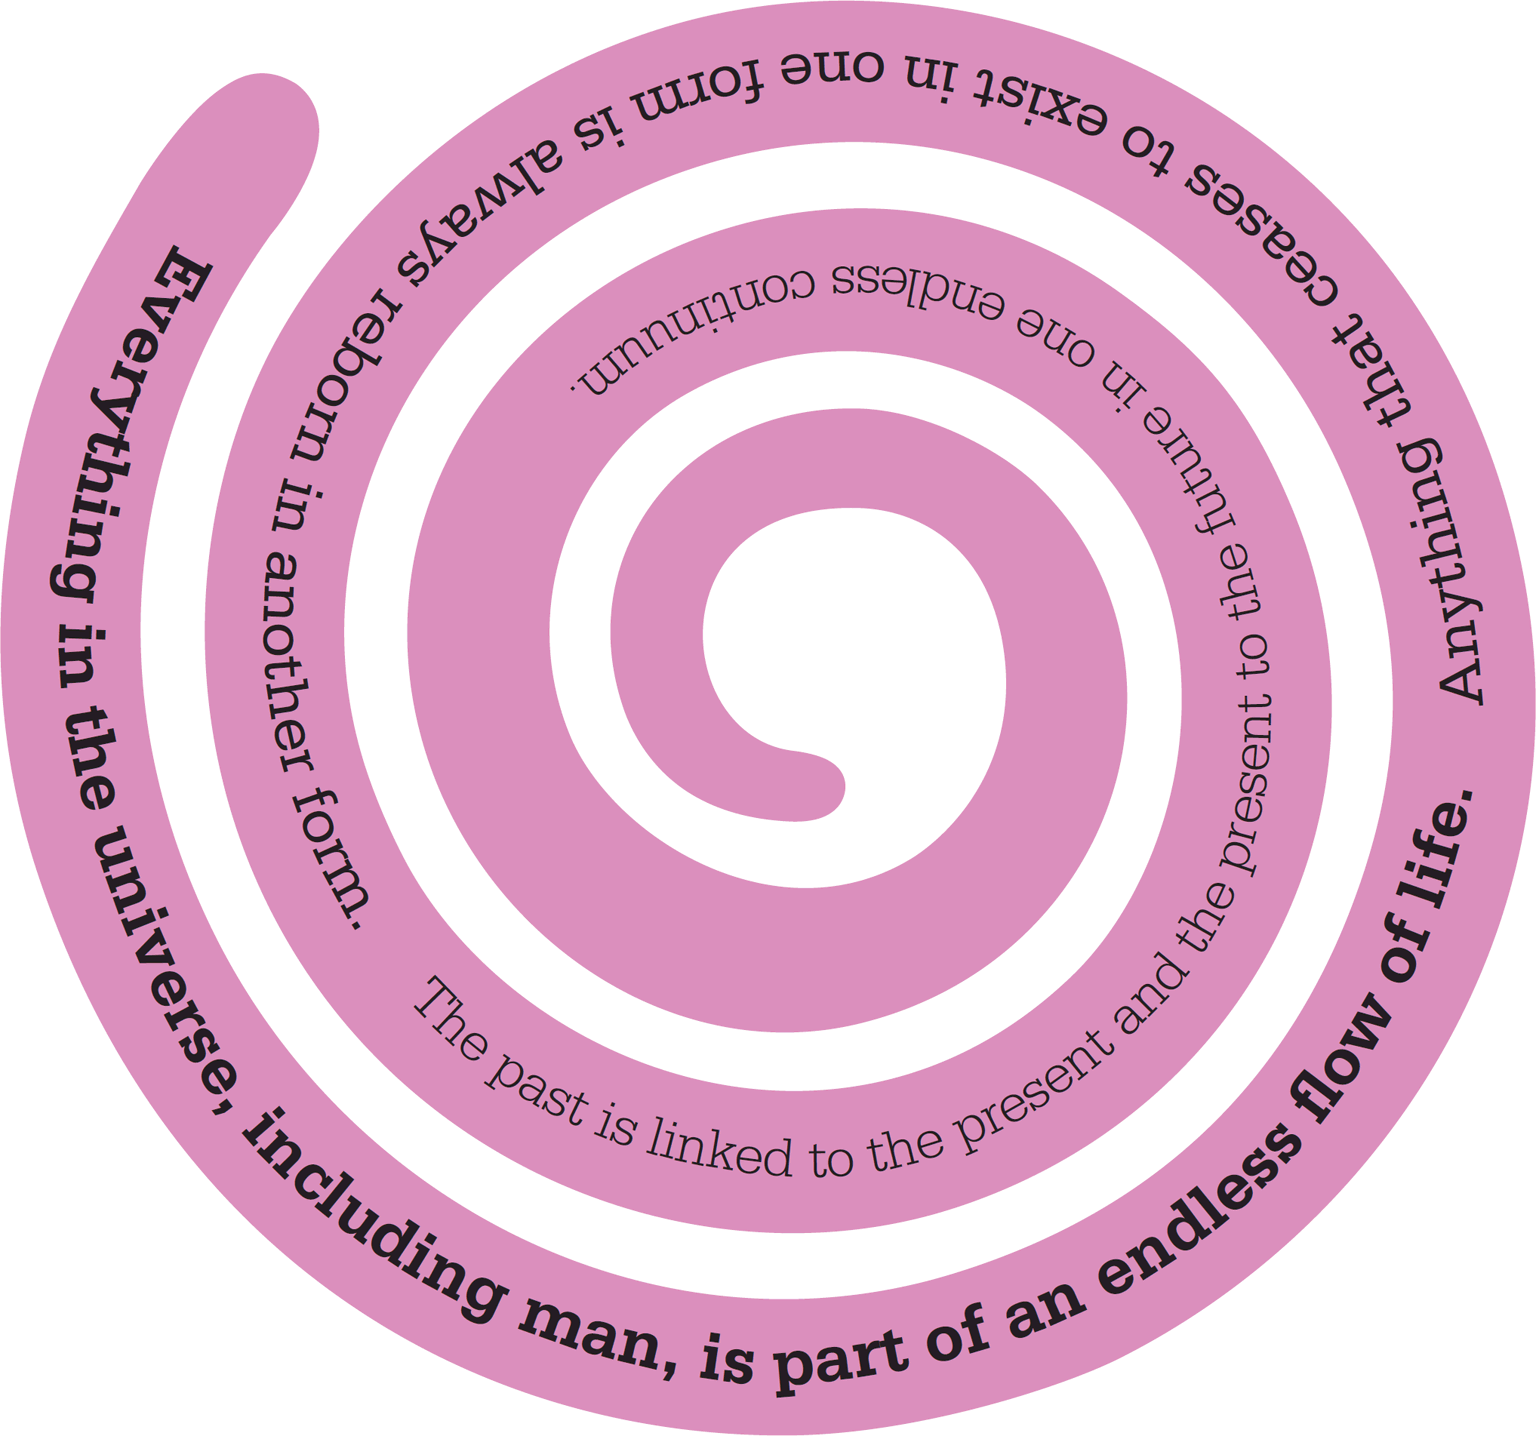 Everything in the universe, including man, is part of an endless flow of life.
Anything that ceases to exist in one form is always reborn in another form.
The past is linked to the present and the present to the future in one endless continuum.